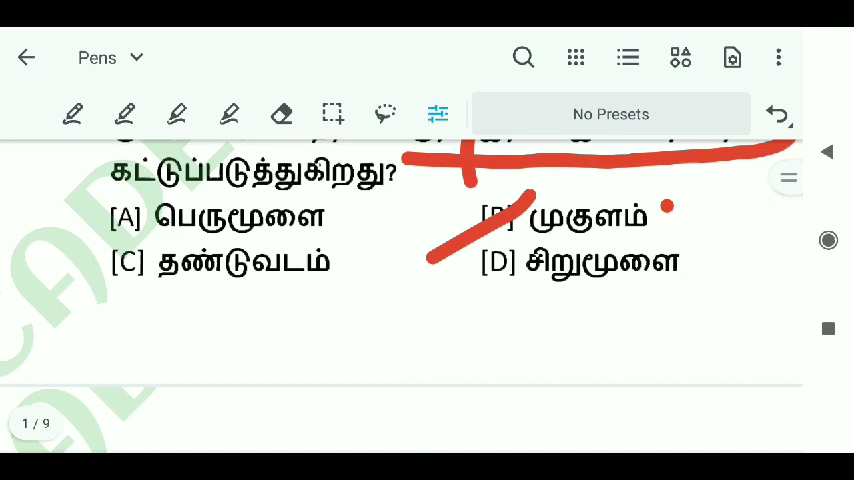 Pens
No Presets
கட்டுப்படுத்துகிறது?
[A] பெருமூளை [B] முகுளம்
[C] தண்டுவடம் [D] சிறுமூளை
1 / 9